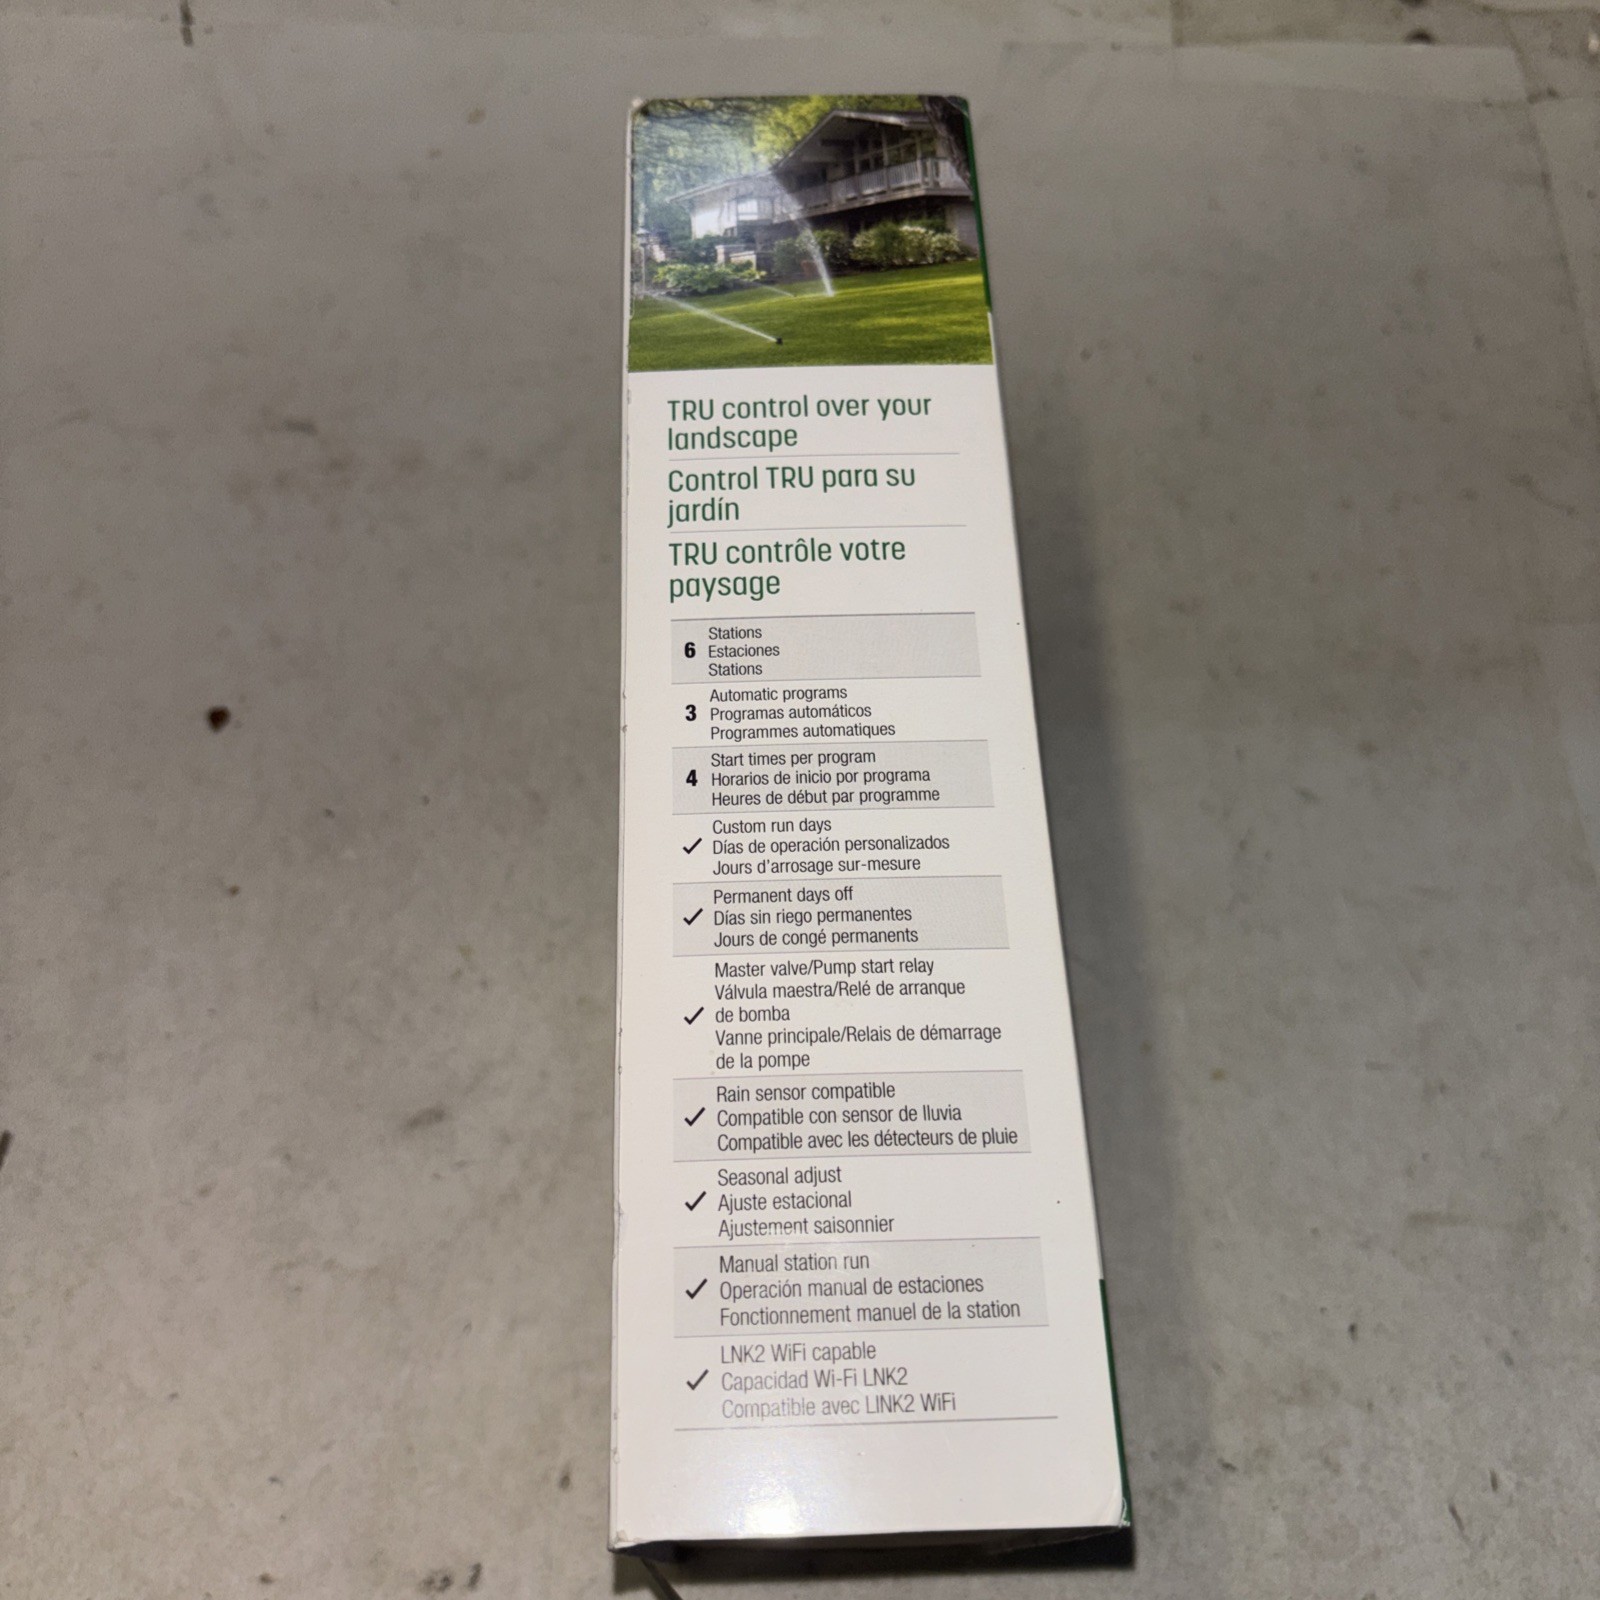 TRU control over your
landscape
Control TRU para su
jardín
TRU contrôle votre
paysage
Stations
6 Estaciones
Stations
Automatic programs
3 Programas automáticos
Programmes automatiques
Start times per program
4 Horarios de inicio por programa
Heures de début par programme
Custom run days
✓ Días de operación personalizados
Jours d'arrosage sur-mesure
Permanent days off
✓ Días sin riego permanentes
Jours de congé permanents
Master valve/Pump start relay
Válvula maestra/Relé de arranque
✓ de bomba
Vanne principale/Relais de démarrage
de la pompe
Rain sensor compatible
✓ Compatible con sensor de lluvia
Compatible avec les détecteurs de pluie
Seasonal adjust
✓ Ajuste estacional
Ajustement saisonnier
Manual station run
✓ Operación manual de estaciones
Fonctionnement manuel de la station
LNK2 WiFi capable
✓ Capacidad Wi-Fi LNK2
Compatible avec LINK2 WiFi